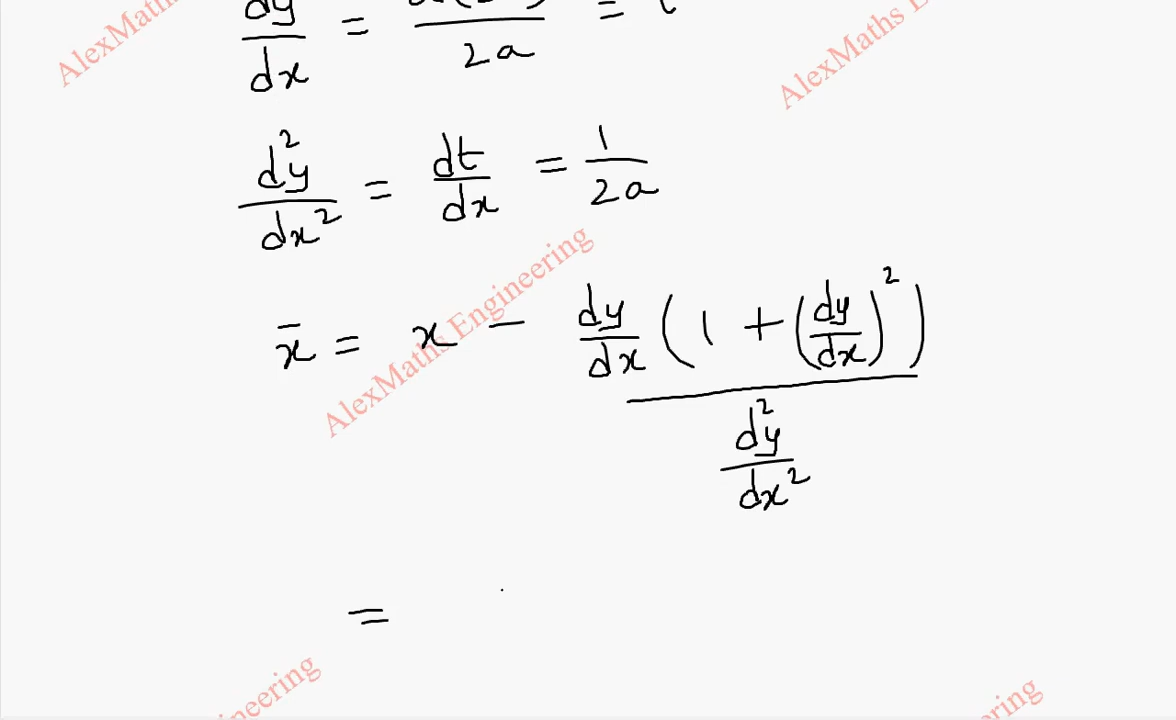 dy/dx = /2a =
d²y/dx² = dt/dx = 1/2a
x̄ = x - dy/dx (1 + (dy/dx)²) / d²y/dx²
=
AlexMaths
AlexMaths E
AlexMaths Engineering